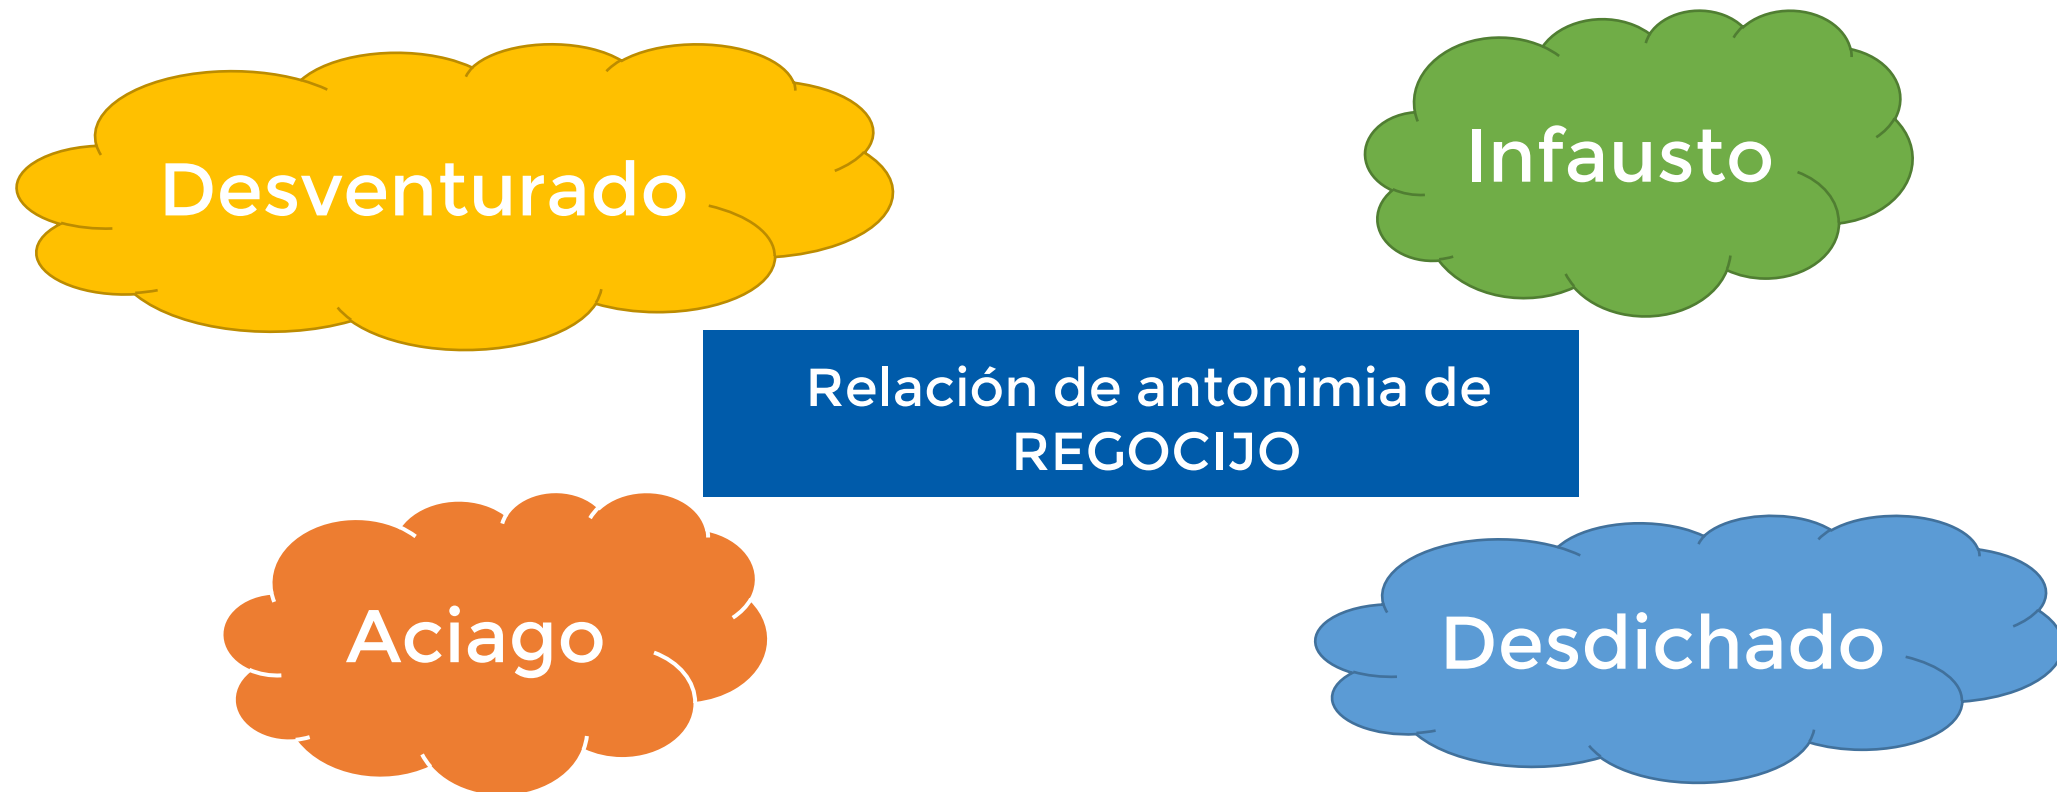 Desventurado
Infausto
Relación de antonimia de
REGOCIJO
Aciago
Desdichado